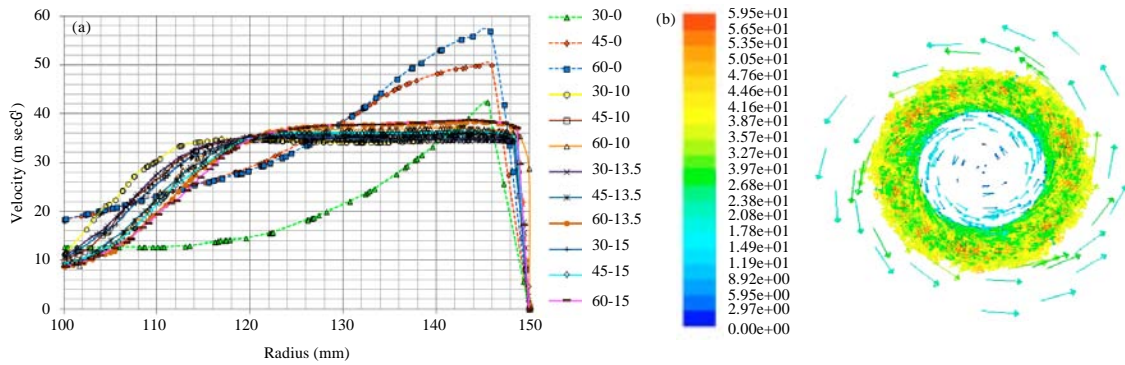 (a)
Velocity (m secG¹)
60
50
40
30
20
10
0
100
110
120
130
140
150
Radius (mm)
30-0
45-0
60-0
30-10
45-10
60-10
30-13.5
45-13.5
60-13.5
30-15
45-15
60-15
(b)
5.95e+01
5.65e+01
5.35e+01
5.05e+01
4.76e+01
4.46e+01
4.16e+01
3.87e+01
3.57e+01
3.27e+01
3.97e+01
2.68e+01
2.38e+01
2.08e+01
1.78e+01
1.49e+01
1.19e+01
8.92e+00
5.95e+00
2.97e+00
0.00e+00